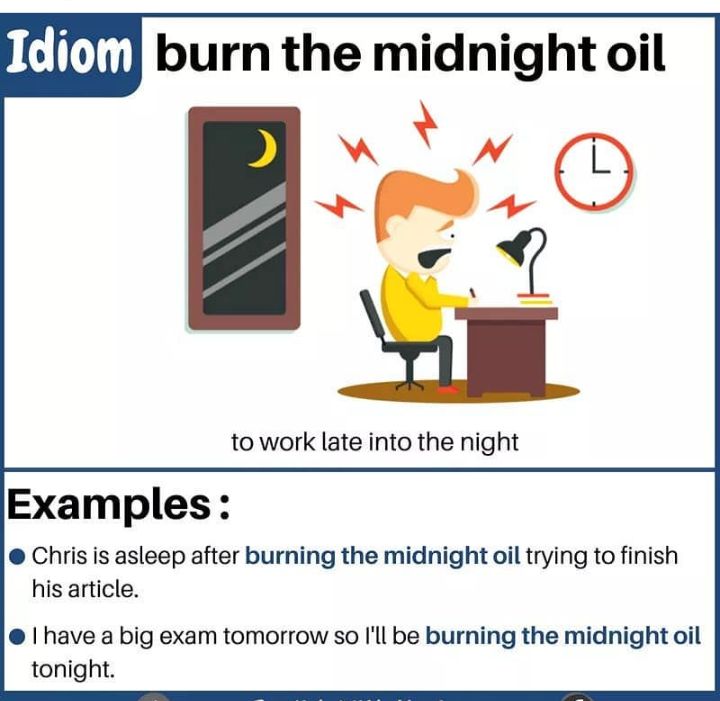 Idiom burn the midnight oil
to work late into the night
Examples:
Chris is asleep after burning the midnight oil trying to finish
his article.
I have a big exam tomorrow so I'll be burning the midnight oil
tonight.